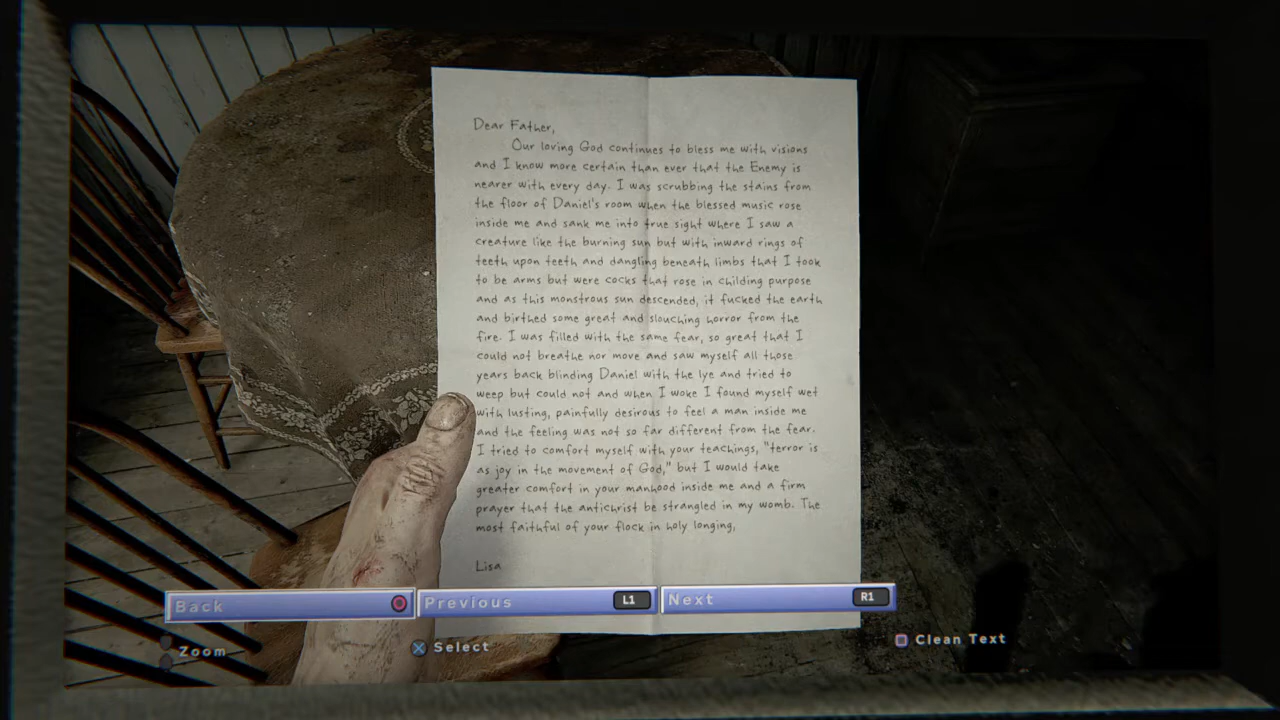 Dear Father,
Our loving God continues to bless me with visions
and I know more certain than ever that the Enemy is
nearer with every day. I was scrubbing the stains from
the floor of Daniel's room when the blessed music rose
inside me and sank me into true sight where I saw a
creature like the burning sun but with inward rings of
teeth upon teeth and dangling beneath limbs that I took
to be arms but were cocks that rose in childing purpose
and as this monstrous sun descended, it fucked the earth
and birthed some great and slouching horror from the
fire. I was filled with the same fear, so great that I
could not breathe nor move and saw myself all those
years back blinding Daniel with the lye and tried to
weep but could not and when I woke I found myself wet
with lusting, painfully desirous to feel a man inside me
and the feeling was not so far different from the fear.
I tried to comfort myself with your teachings, "terror is
as joy in the movement of God," but I would take
greater comfort in your manhood inside me and a firm
prayer that the antichrist be strangled in my womb. The
most faithful of your flock in holy longing,
Lisa
Back
Previous L1
Next R1
Zoom
Select
Clean Text